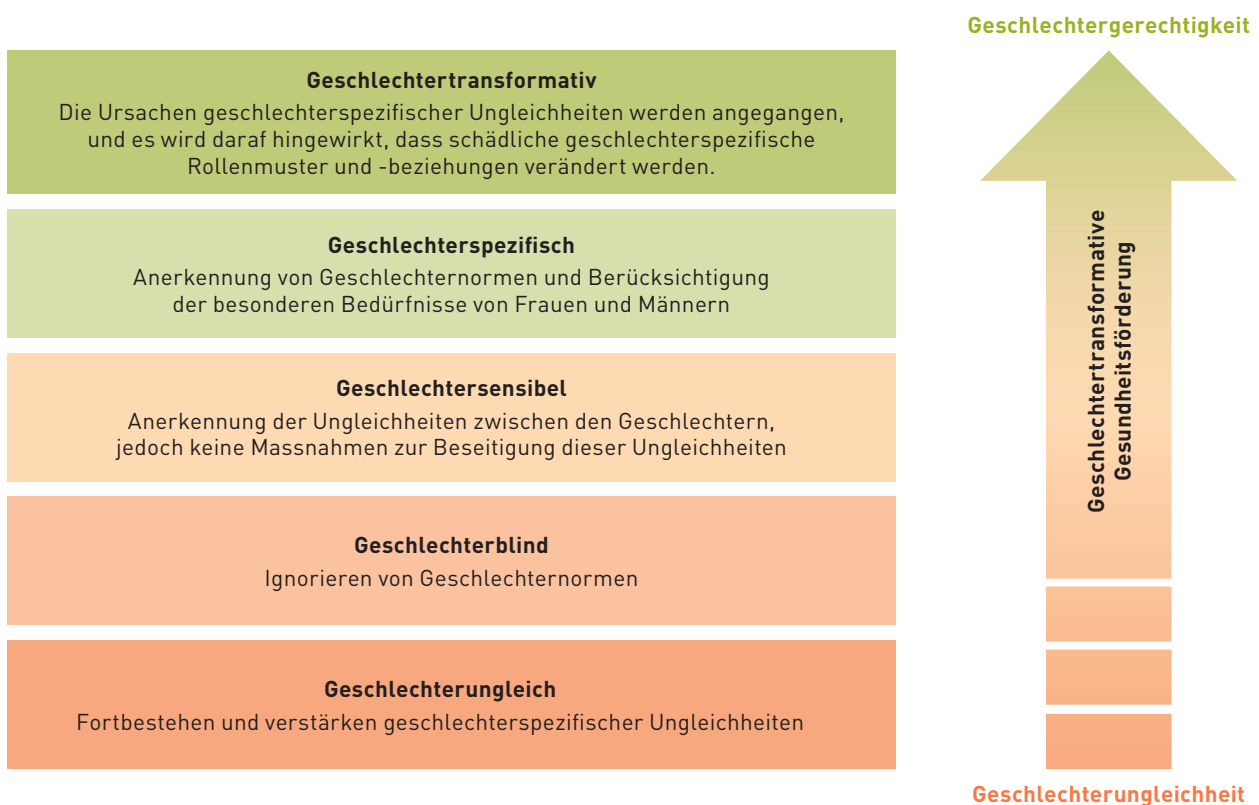 Geschlechtergerechtigkeit
Geschlechtertransformativ
Die Ursachen geschlechterspezifischer Ungleichheiten werden angegangen,
und es wird daraf hingewirkt, dass schädliche geschlechterspezifische
Rollenmuster und -beziehungen verändert werden.
Geschlechterspezifisch
Anerkennung von Geschlechternormen und Berücksichtigung
der besonderen Bedürfnisse von Frauen und Männern
Geschlechtersensibel
Anerkennung der Ungleichheiten zwischen den Geschlechtern,
jedoch keine Massnahmen zur Beseitigung dieser Ungleichheiten
Geschlechterblind
Ignorieren von Geschlechternormen
Geschlechterungleich
Fortbestehen und verstärken geschlechterspezifischer Ungleichheiten
Geschlechtertransformative
Gesundheitsförderung
Geschlechterungleichheit